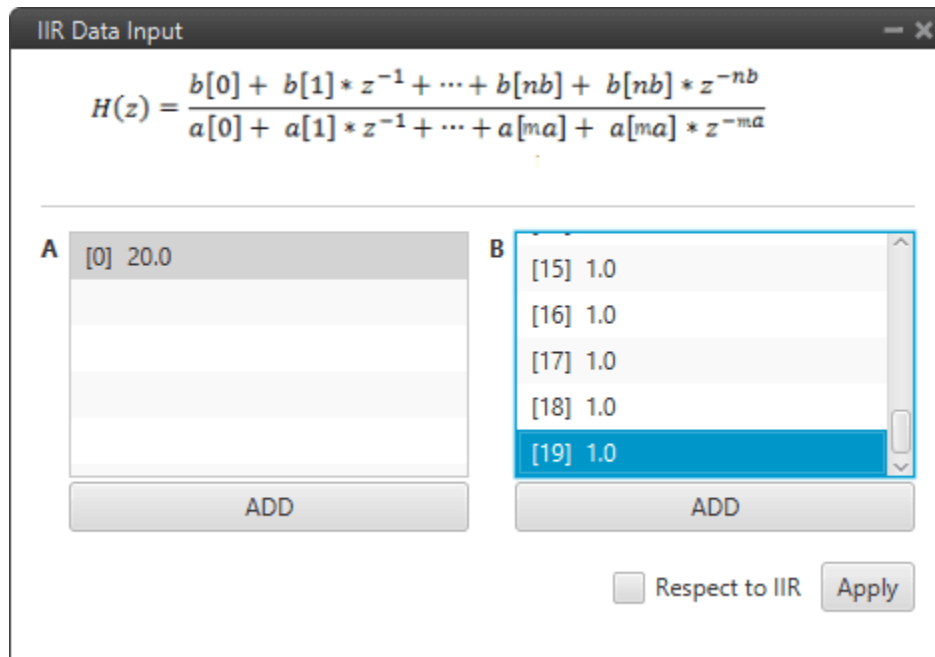 IIR Data Input
H(z) = \frac{b[0] + b[1] * z^{-1} + ⋯ + b[nb] + b[nb] * z^{-nb}}{a[0] + a[1] * z^{-1} + ⋯ + a[ma] + a[ma] * z^{-ma}}
A
[0] 20.0
ADD
B
[15] 1.0
[16] 1.0
[17] 1.0
[18] 1.0
[19] 1.0
ADD
Respect to IIR
Apply